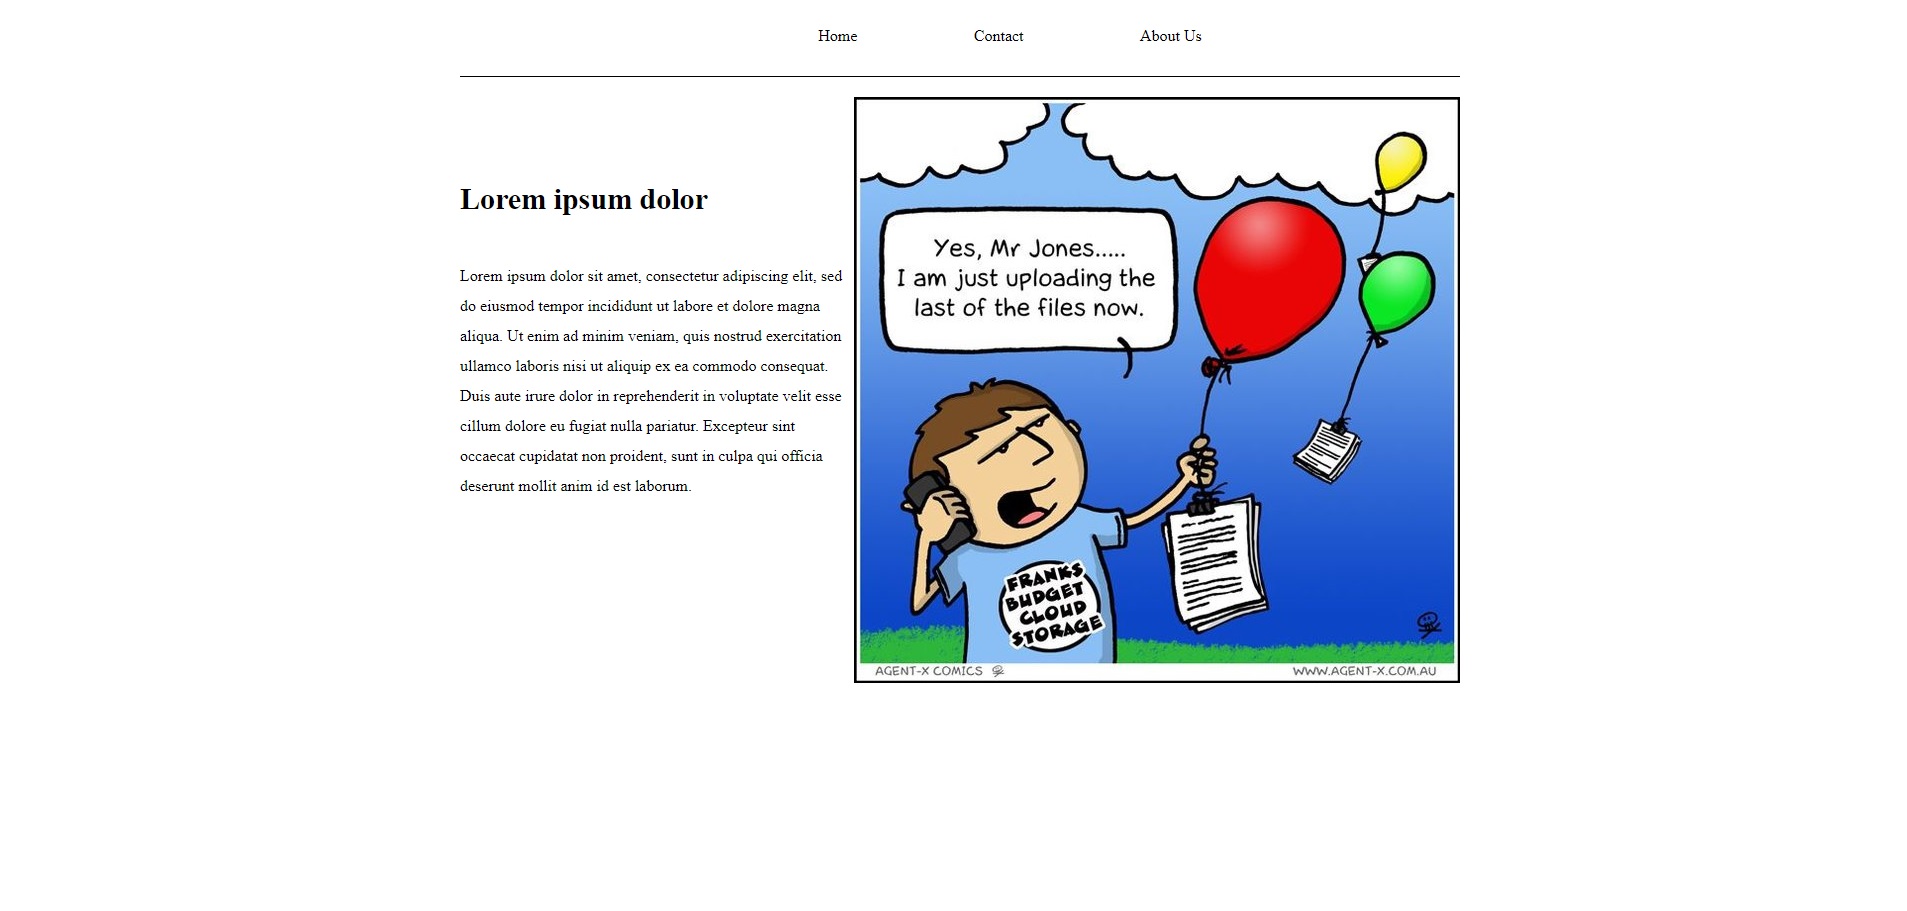 Home Contact About Us
Lorem ipsum dolor
Lorem ipsum dolor sit amet, consectetur adipiscing elit, sed
do eiusmod tempor incididunt ut labore et dolore magna
aliqua. Ut enim ad minim veniam, quis nostrud exercitation
ullamco laboris nisi ut aliquip ex ea commodo consequat.
Duis aute irure dolor in reprehenderit in voluptate velit esse
cillum dolore eu fugiat nulla pariatur. Excepteur sint
occaecat cupidatat non proident, sunt in culpa qui officia
deserunt mollit anim id est laborum.
Yes, Mr Jones.....
I am just uploading the
last of the files now.
FRANKS
BUDGET
CLOUD
STORAGE
AGENT-X COMICS WWW.AGENT-X.COM.AU